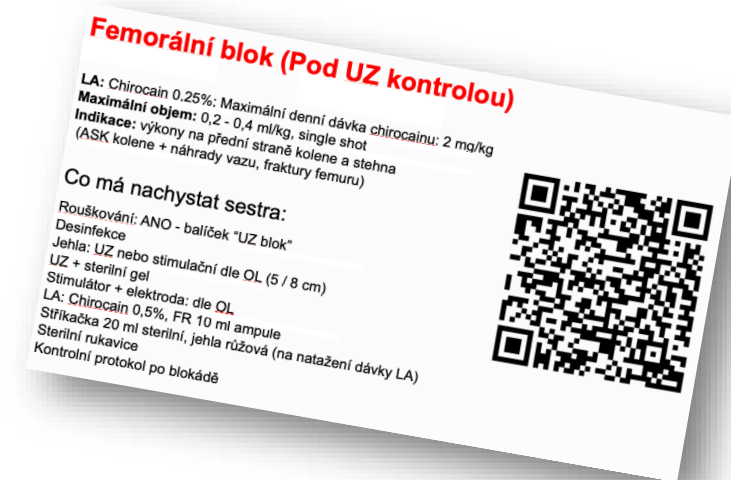 Femorální blok (Pod UZ kontrolou)
LA: Chirocain 0.25%: Maximální denní dávka chirocainu: 2 mg/kg
Maximální objem: 0,2 - 0,4 ml/kg, single shot
Indikace: výkony na přední straně kolene a stehna
(ASK kolene + náhrady vazu, fraktury femuru)
Co má nachystat sestra:
Rouškování: ANO - balíček “UZ blok”
Desinfekce
Jehla: UZ nebo stimulační dle OL (5 / 8 cm)
UZ + sterilní gel
Stimulátor + elektroda: dle OL
LA: Chirocain 0,5%, FR 10 ml ampule
Stříkačka 20 ml sterilní, jehla růžová (na natažení dávky LA)
Sterilní rukavice
Kontrolní protokol po blokádě